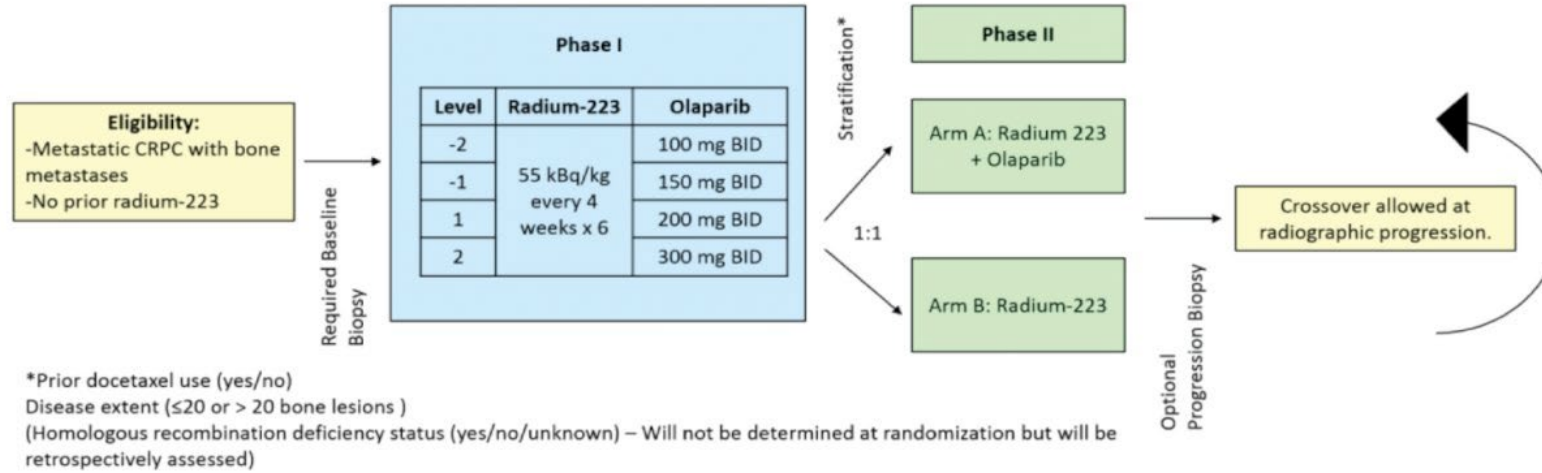 Eligibility:
-Metastatic CRPC with bone
metastases
-No prior radium-223
Required Baseline
Biopsy
Phase I
Level Radium-223 Olaparib
-2 100 mg BID
-1 150 mg BID
1 200 mg BID
2 300 mg BID
55 kBq/kg
every 4
weeks x 6
Stratification*
1:1
Phase II
Arm A: Radium 223
+ Olaparib
Arm B: Radium-223
Optional
Progression Biopsy
Crossover allowed at
radiographic progression.
*Prior docetaxel use (yes/no)
Disease extent (≤20 or > 20 bone lesions )
(Homologous recombination deficiency status (yes/no/unknown) – Will not be determined at randomization but will be
retrospectively assessed)